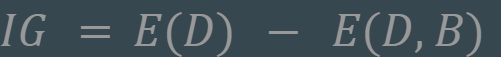 IG = E(D) − E(D, B)